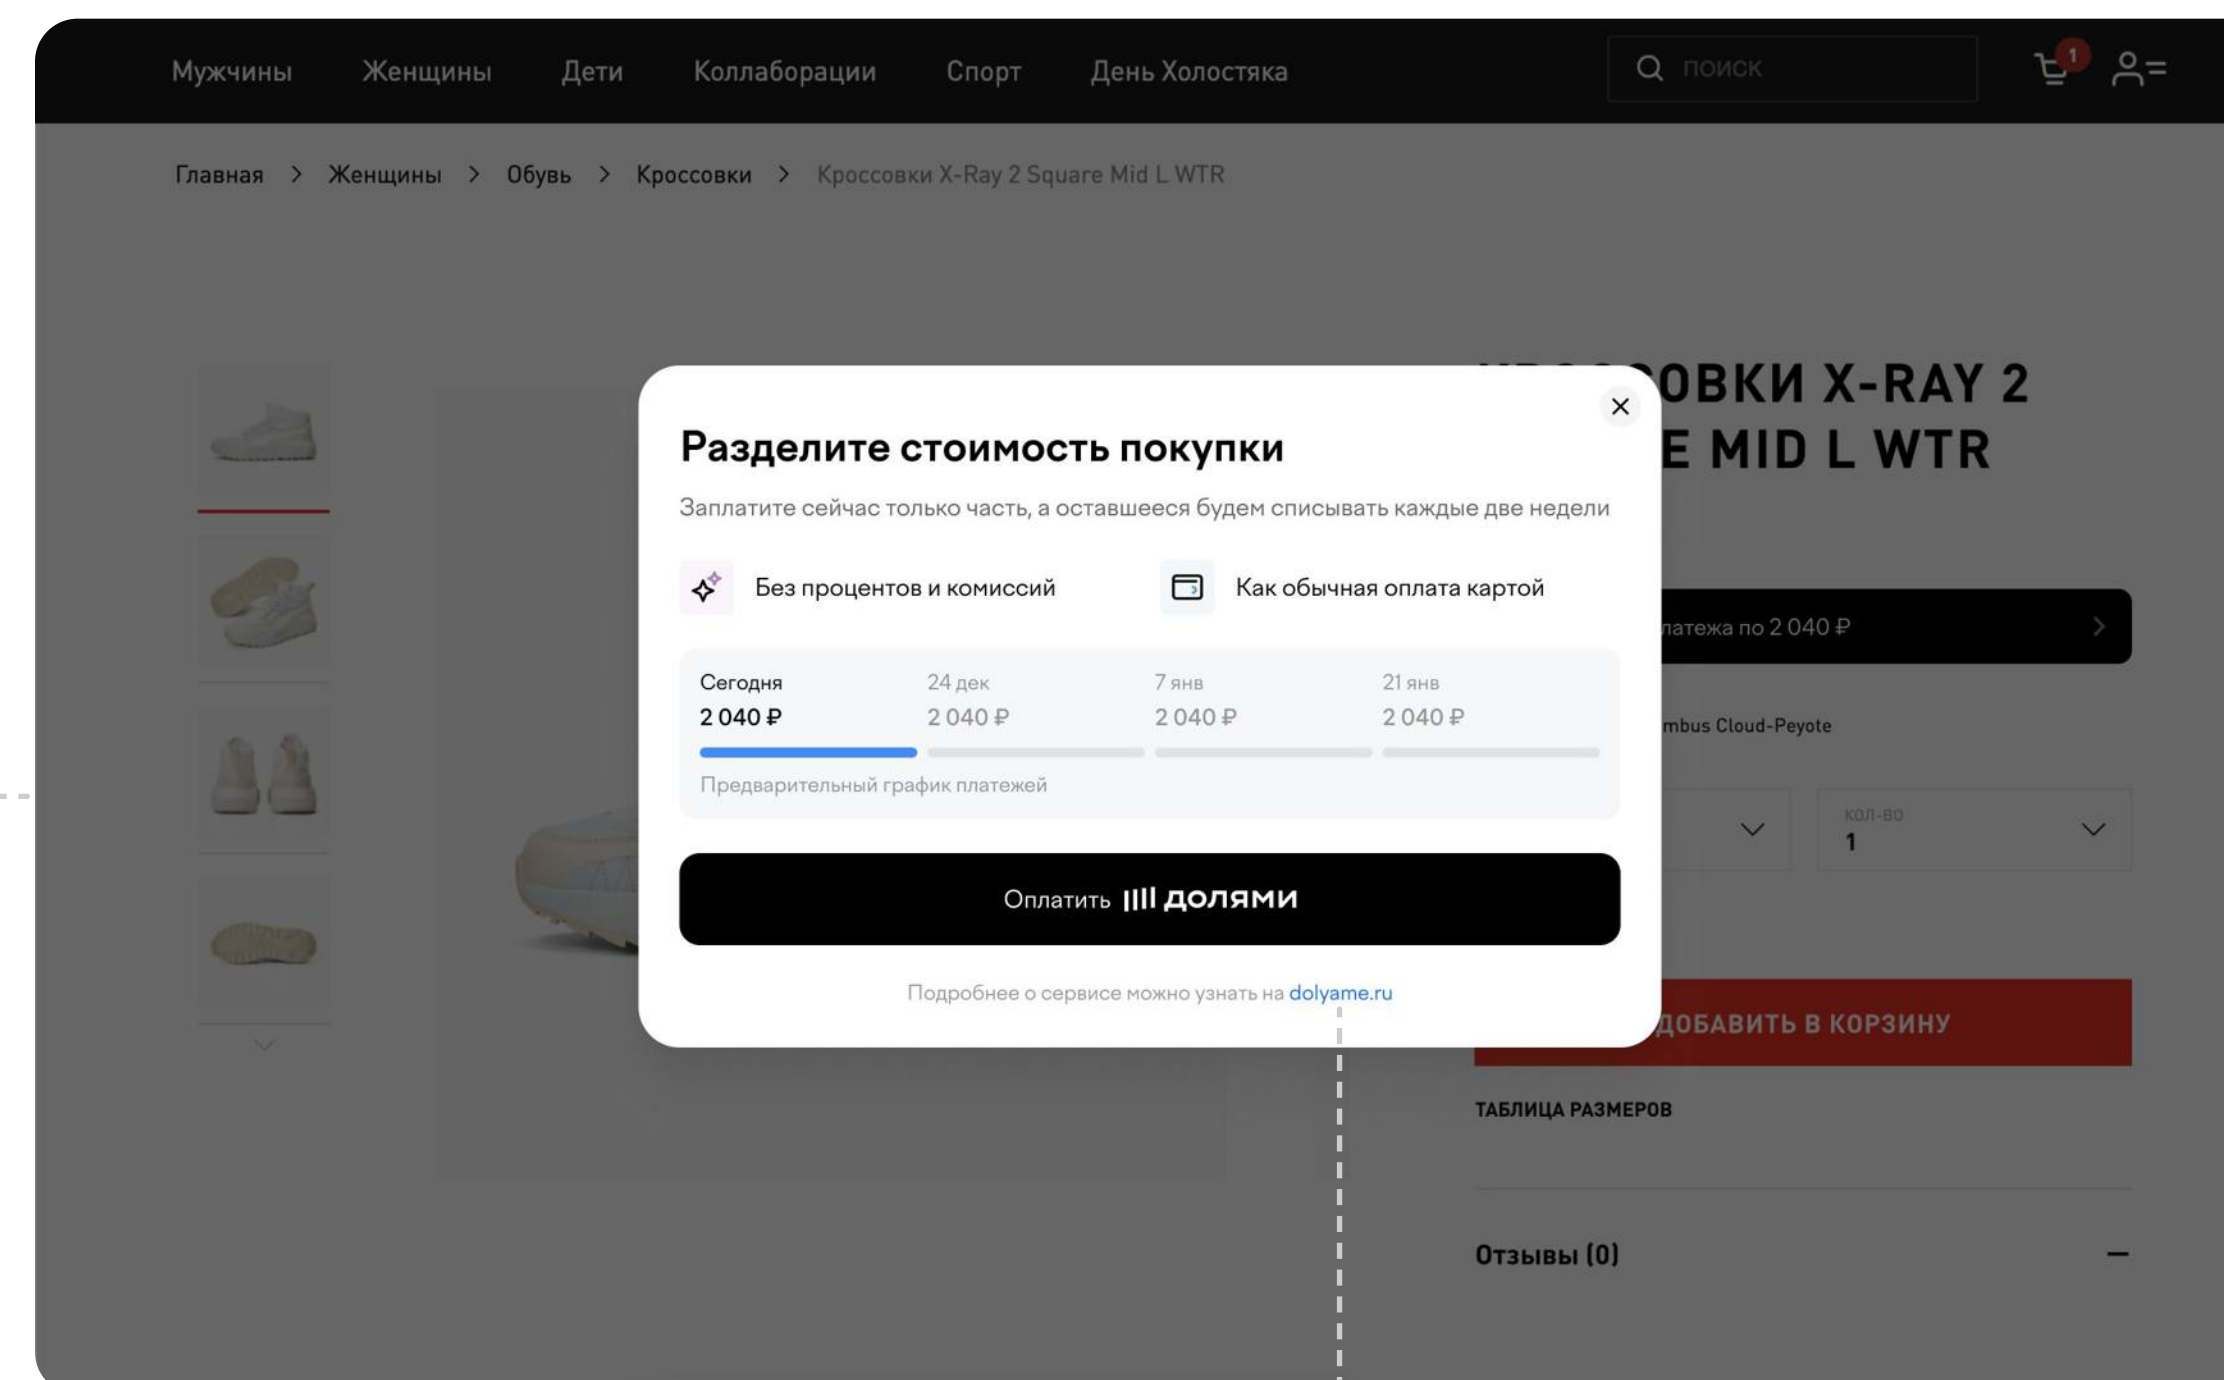 Мужчины Женщины Дети Коллаборации Спорт День Холостяка ПОИСК 1
Главная > Женщины > Обувь > Кроссовки > Кроссовки X-Ray 2 Square Mid L WTR
ОВКИ X-RAY 2
E MID L WTR
Разделите стоимость покупки
Заплатите сейчас только часть, а оставшееся будем списывать каждые две недели
Без процентов и комиссий Как обычная оплата картой
латежа по 2 040 ₽
Сегодня 24 дек 7 янв 21 янв
2 040 ₽ 2 040 ₽ 2 040 ₽ 2 040 ₽
Предварительный график платежей
mbus Cloud-Peyote
КОЛ-ВО
1
Оплатить долями
Подробнее о сервисе можно узнать на dolyame.ru
ДОБАВИТЬ В КОРЗИНУ
ТАБЛИЦА РАЗМЕРОВ
Отзывы (0)